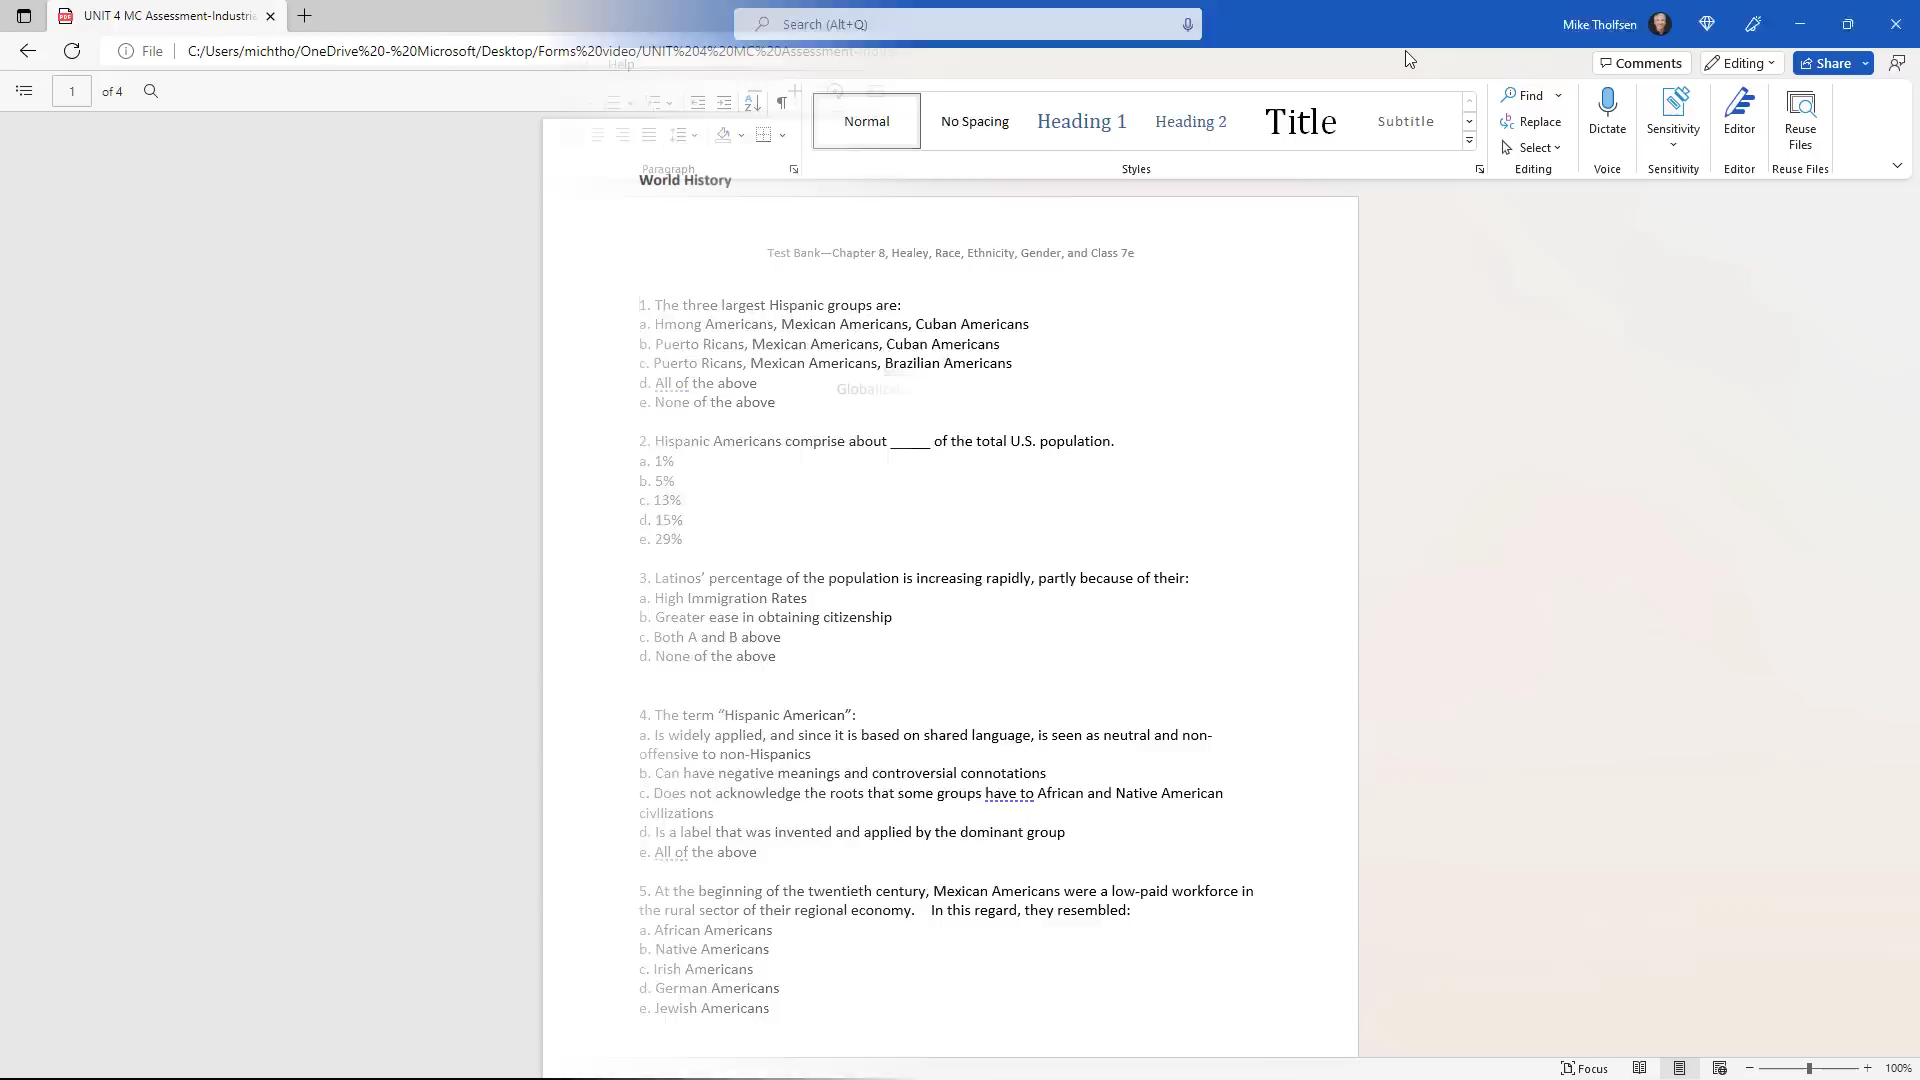 UNIT 4 MC Assessment-Industri
Search (Alt+Q)
Mike Tholfsen
File
C:/Users/michtho/OneDrive%20-%20Microsoft/Desktop/Forms%20video/UNIT%204%20MC%20Assessment-
Help
Comments
Editing
Share
1 of 4
Normal
No Spacing
Heading 1
Heading 2
Title
Subtitle
Find
Replace
Select
Dictate
Sensitivity
Editor
Reuse
Files
Paragraph
Styles
Editing
Voice
Sensitivity
Editor
Reuse Files
World History
Test Bank—Chapter 8, Healey, Race, Ethnicity, Gender, and Class 7e
1. The three largest Hispanic groups are:
a. Hmong Americans, Mexican Americans, Cuban Americans
b. Puerto Ricans, Mexican Americans, Cuban Americans
c. Puerto Ricans, Mexican Americans, Brazilian Americans
d. All of the above
e. None of the above
2. Hispanic Americans comprise about _____ of the total U.S. population.
a. 1%
b. 5%
c. 13%
d. 15%
e. 29%
3. Latinos’ percentage of the population is increasing rapidly, partly because of their:
a. High Immigration Rates
b. Greater ease in obtaining citizenship
c. Both A and B above
d. None of the above
4. The term “Hispanic American”:
a. Is widely applied, and since it is based on shared language, is seen as neutral and non-
offensive to non-Hispanics
b. Can have negative meanings and controversial connotations
c. Does not acknowledge the roots that some groups have to African and Native American
civilizations
d. Is a label that was invented and applied by the dominant group
e. All of the above
5. At the beginning of the twentieth century, Mexican Americans were a low-paid workforce in
the rural sector of their regional economy. In this regard, they resembled:
a. African Americans
b. Native Americans
c. Irish Americans
d. German Americans
e. Jewish Americans
Focus
100%